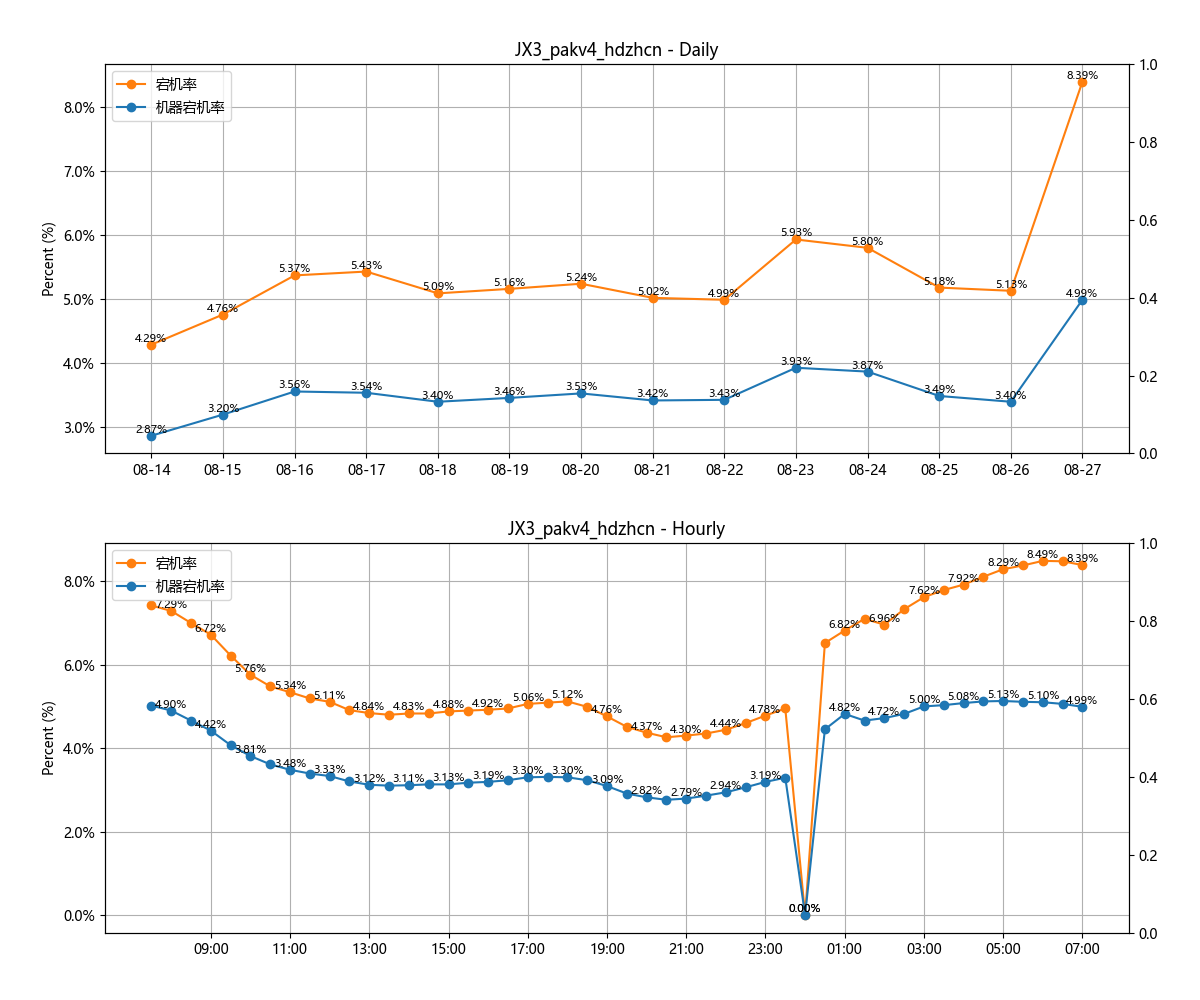 JX3_pakv4_hdzhcn - Daily
宕机率
机器宕机率
Percent (%)
8.0%
7.0%
6.0%
5.0%
4.0%
3.0%
1.0
0.8
0.6
0.4
0.2
0.0
4.29% 4.76% 5.37% 5.43% 5.09% 5.16% 5.24% 5.02% 4.99% 5.93% 5.80% 5.18% 5.13% 8.39%
2.87% 3.20% 3.56% 3.54% 3.40% 3.46% 3.53% 3.42% 3.43% 3.93% 3.87% 3.49% 3.40% 4.99%
08-14 08-15 08-16 08-17 08-18 08-19 08-20 08-21 08-22 08-23 08-24 08-25 08-26 08-27
JX3_pakv4_hdzhcn - Hourly
宕机率
机器宕机率
Percent (%)
8.0%
6.0%
4.0%
2.0%
0.0%
1.0
0.8
0.6
0.4
0.2
0.0
7.29% 6.72% 5.76% 5.34% 5.11% 4.84% 4.83% 4.88% 4.92% 5.06% 5.12% 4.76% 4.37% 4.30% 4.44% 4.78% 0.00% 6.82% 6.96% 7.62% 7.92% 8.29% 8.49% 8.39%
4.90% 4.42% 3.81% 3.48% 3.33% 3.12% 3.11% 3.13% 3.19% 3.30% 3.30% 3.09% 2.82% 2.79% 2.94% 3.19% 0.00% 4.82% 4.72% 5.00% 5.08% 5.13% 5.10% 4.99%
09:00 11:00 13:00 15:00 17:00 19:00 21:00 23:00 01:00 03:00 05:00 07:00